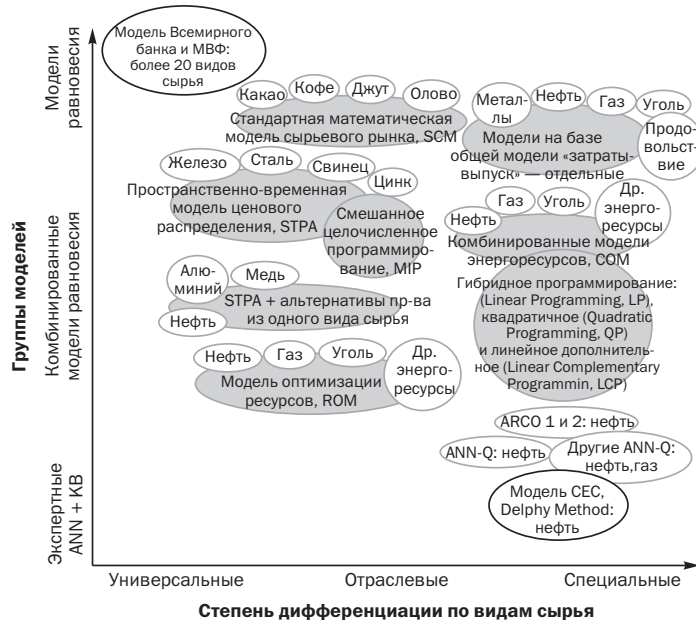 Модель Всемирного
банка и МВФ:
более 20 видов
сырья
Какао
Кофе
Джут
Олово
Стандартная математическая
модель сырьевого рынка, SCM
Метал-
лы
Нефть
Газ
Уголь
Продо-
вольст-
вие
Модели на базе
общей модели «затраты-
выпуск» — отдельные
Железо
Сталь
Свинец
Цинк
Пространственно-временная
модель ценового
распределения, STPA
Смешанное
целочисленное
программиро-
вание, MIP
Нефть
Газ
Уголь
Др.
энерго-
ресурсы
Комбинированные модели
энергоресурсов, COM
Алю-
миний
Медь
Нефть
STPA + альтернативы пр-ва
из одного вида сырья
Гибридное программирование:
(Linear Programming, LP),
квадратичное (Quadratic
Programming, QP)
и линейное дополнитель-
ное (Linear Complementary
Programmin, LCP)
Нефть
Газ
Уголь
Др.
энерго-
ресурсы
Модель оптимизации
ресурсов, ROM
ARCO 1 и 2: нефть
ANN-Q: нефть
Другие ANN-Q:
нефть,газ
Модель CEC,
Delphy Method:
нефть
Группы моделей
Модели
равновесия
Комбинированные
модели равновесия
Экспертные
ANN + KB
Универсальные
Отраслевые
Специальные
Степень дифференциации по видам сырья